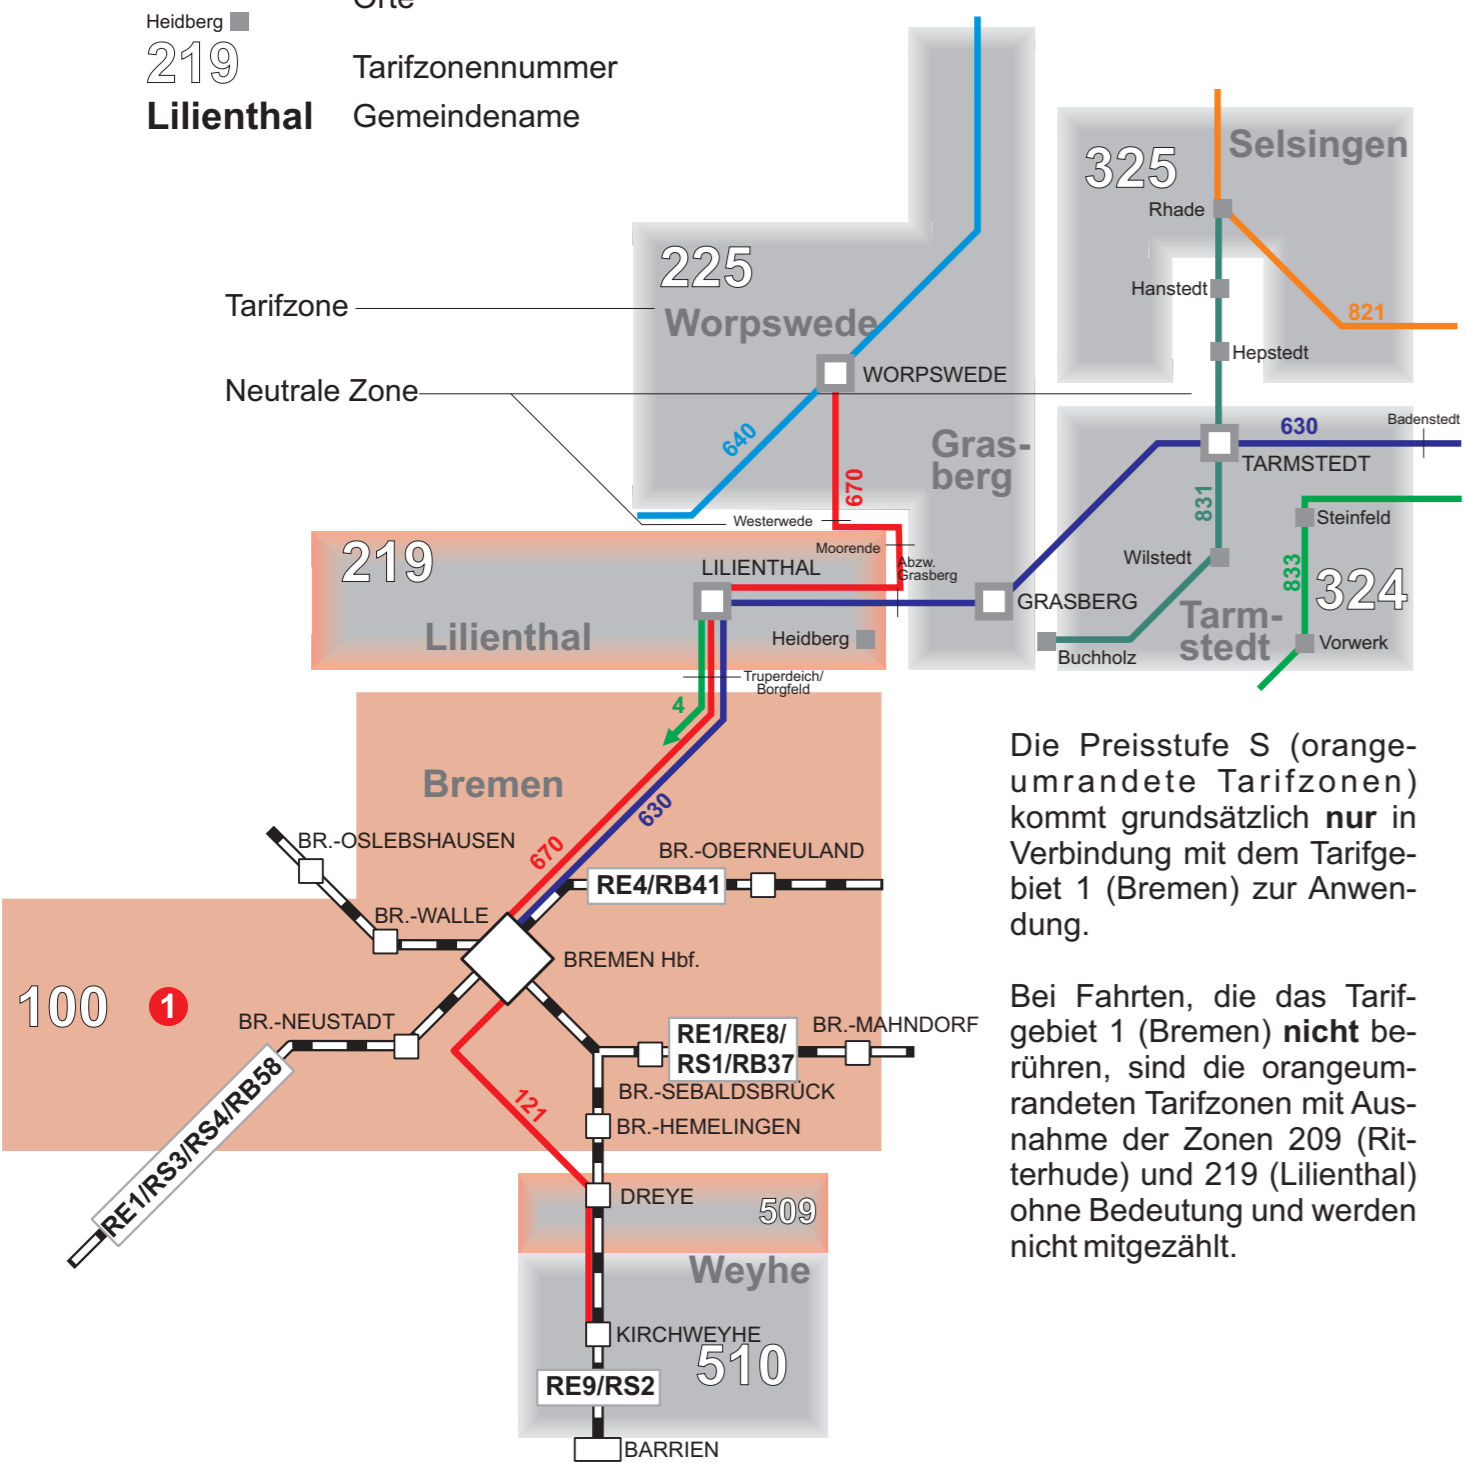 Orte
Heidberg
219
Tarifzonennummer
Lilienthal
Gemeindename
325
Selsingen
Rhade
225
Hanstedt
Tarifzone
Worpswede
821
Hepstedt
WORPSWEDE
Neutrale Zone
640
Gras-
berg
630
Badenstedt
TARMSTEDT
670
831
Westerwede
Steinfeld
Moorende
219
Wilstedt
LILIENTHAL
Abzw.
Grasberg
833
324
GRASBERG
Tarm-
stedt
Lilienthal
Heidberg
Vorwerk
Buchholz
Truperdeich/
Borgfeld
4
Bremen
630
BR.-OSLEBSHAUSEN
670
BR.-OBERNEULAND
RE4/RB41
BR.-WALLE
BREMEN Hbf.
100
1
BR.-NEUSTADT
RE1/RE8/
RS1/RB37
BR.-MAHNDORF
RE1/RS3/RS4/RB58
BR.-SEBALDSBRÜCK
121
BR.-HEMELINGEN
DREYE
509
Weyhe
KIRCHWEYHE
510
RE9/RS2
BARRIEN
Die Preisstufe S (orange-
umrandete Tarifzonen)
kommt grundsätzlich nur in
Verbindung mit dem Tarifge-
biet 1 (Bremen) zur Anwen-
dung.
Bei Fahrten, die das Tarif-
gebiet 1 (Bremen) nicht be-
rühren, sind die orangeum-
randeten Tarifzonen mit Aus-
nahme der Zonen 209 (Rit-
terhude) und 219 (Lilienthal)
ohne Bedeutung und werden
nicht mitgezählt.